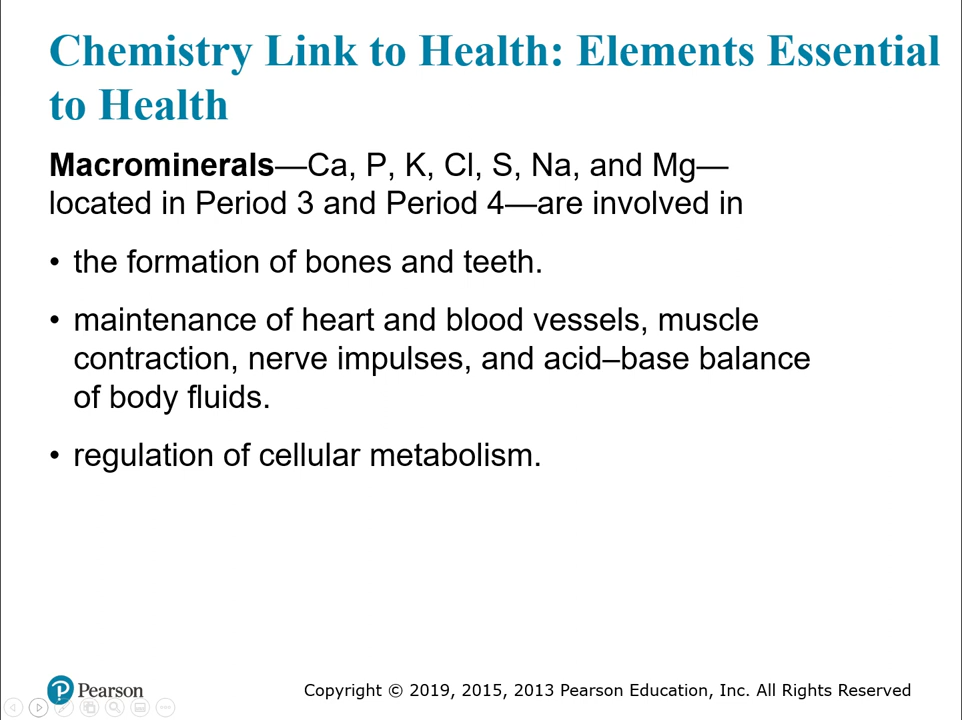 Chemistry Link to Health: Elements Essential
to Health
Macrominerals—Ca, P, K, Cl, S, Na, and Mg—
located in Period 3 and Period 4—are involved in
• the formation of bones and teeth.
• maintenance of heart and blood vessels, muscle
contraction, nerve impulses, and acid–base balance
of body fluids.
• regulation of cellular metabolism.
Pearson
Copyright © 2019, 2015, 2013 Pearson Education, Inc. All Rights Reserved